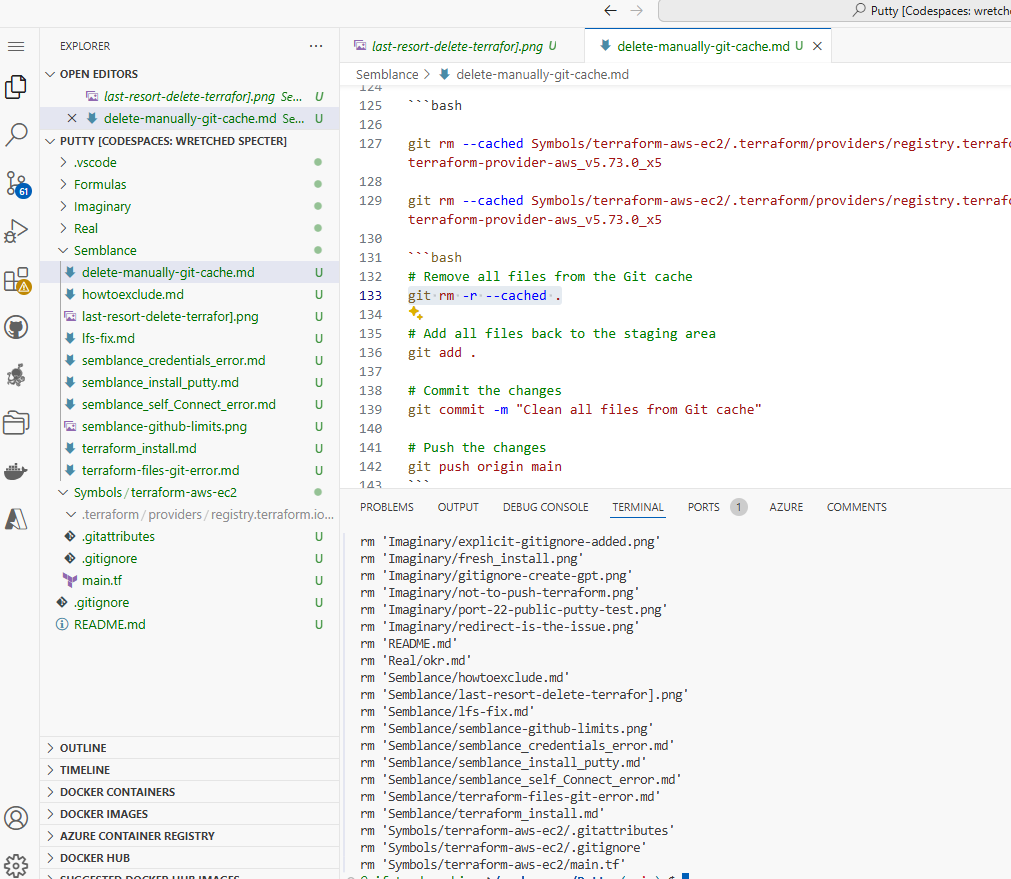 Putty [Codespaces: wretched
EXPLORER
OPEN EDITORS
last-resort-delete-terrafor].png Se... U
delete-manually-git-cache.md Se... U
PUTTY [CODESPACES: WRETCHED SPECTER]
.vscode
Formulas
Imaginary
Real
Semblance
delete-manually-git-cache.md U
howtoexclude.md U
last-resort-delete-terrafor].png U
lfs-fix.md U
semblance_credentials_error.md U
semblance_install_putty.md U
semblance_self_Connect_error.md U
semblance-github-limits.png U
terraform_install.md U
terraform-files-git-error.md U
Symbols / terraform-aws-ec2
.terraform / providers / registry.terraform.io...
.gitattributes U
.gitignore U
main.tf U
.gitignore U
README.md U
61
OUTLINE
TIMELINE
DOCKER CONTAINERS
DOCKER IMAGES
AZURE CONTAINER REGISTRY
DOCKER HUB
SUGGESTED DOCKER HUB IMAGES
last-resort-delete-terrafor].png U
delete-manually-git-cache.md U
Semblance > delete-manually-git-cache.md
124
125 ```bash
126
127 git rm --cached Symbols/terraform-aws-ec2/.terraform/providers/registry.terrafo
terraform-provider-aws_v5.73.0_x5
128
129 git rm --cached Symbols/terraform-aws-ec2/.terraform/providers/registry.terrafo
terraform-provider-aws_v5.73.0_x5
130
131 ```bash
132 # Remove all files from the Git cache
133 git rm -r --cached .
134
135 # Add all files back to the staging area
136 git add .
137
138 # Commit the changes
139 git commit -m "Clean all files from Git cache"
140
141 # Push the changes
142 git push origin main
143 ```
PROBLEMS OUTPUT DEBUG CONSOLE TERMINAL PORTS 1 AZURE COMMENTS
rm 'Imaginary/explicit-gitignore-added.png'
rm 'Imaginary/fresh_install.png'
rm 'Imaginary/gitignore-create-gpt.png'
rm 'Imaginary/not-to-push-terraform.png'
rm 'Imaginary/port-22-public-putty-test.png'
rm 'Imaginary/redirect-is-the-issue.png'
rm 'README.md'
rm 'Real/okr.md'
rm 'Semblance/howtoexclude.md'
rm 'Semblance/last-resort-delete-terrafor].png'
rm 'Semblance/lfs-fix.md'
rm 'Semblance/semblance-github-limits.png'
rm 'Semblance/semblance_credentials_error.md'
rm 'Semblance/semblance_install_putty.md'
rm 'Semblance/semblance_self_Connect_error.md'
rm 'Semblance/terraform-files-git-error.md'
rm 'Semblance/terraform_install.md'
rm 'Symbols/terraform-aws-ec2/.gitattributes'
rm 'Symbols/terraform-aws-ec2/.gitignore'
rm 'Symbols/terraform-aws-ec2/main.tf'